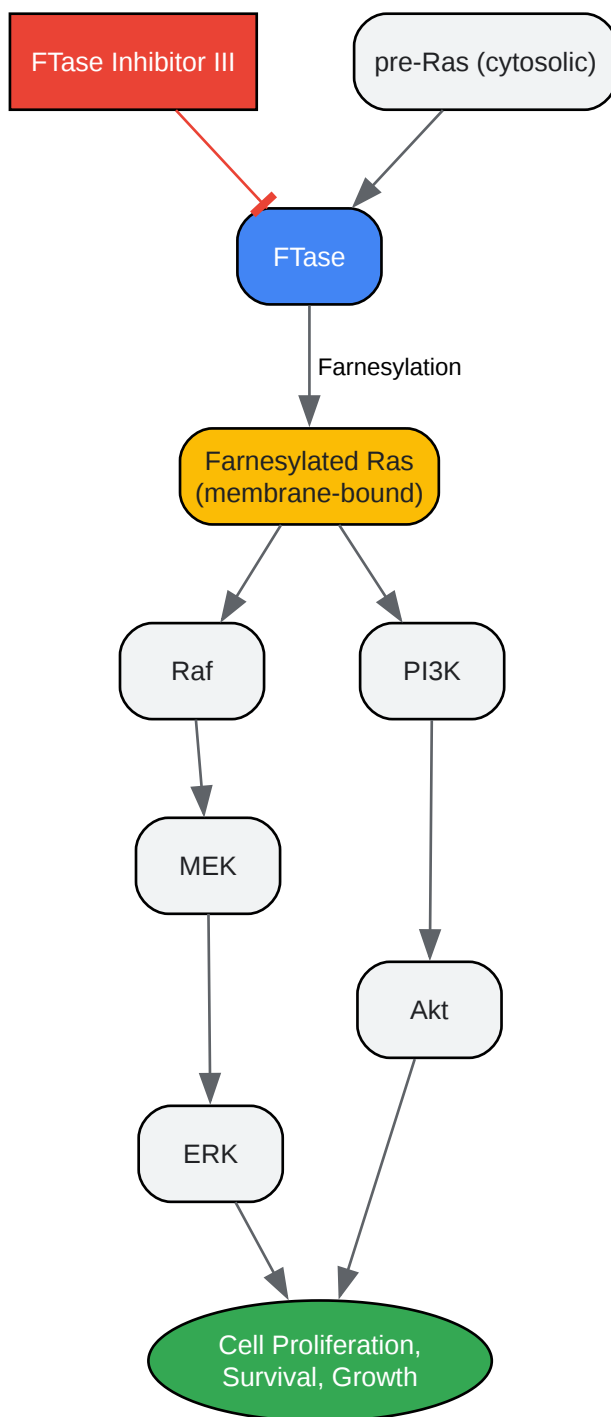 FTase Inhibitor III
pre-Ras (cytosolic)
FTase
Farnesylation
Farnesylated Ras
(membrane-bound)
Raf
PI3K
MEK
Akt
ERK
Cell Proliferation,
Survival, Growth